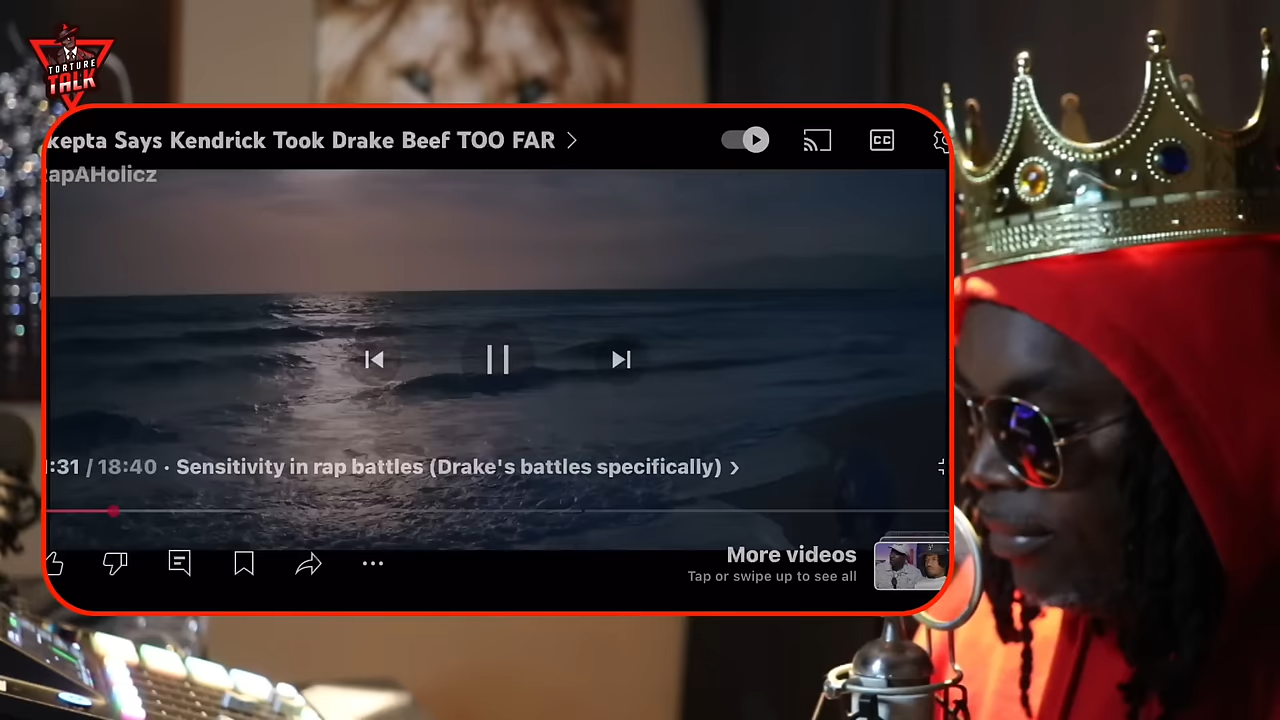 TORTURE
TALK
kepta Says Kendrick Took Drake Beef TOO FAR
CC
apAHolicz
:31 / 18:40 · Sensitivity in rap battles (Drake's battles specifically)
More videos
Tap or swipe up to see all